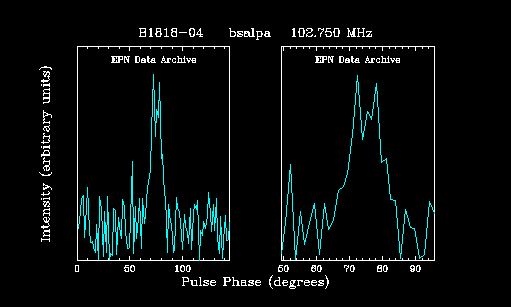 B1818-04 bsalpa 102.750 MHz
EPN Data Archive EPN Data Archive
Intensity (arbitrary units)
0 50 100 50 60 70 80 90
Pulse Phase (degrees)